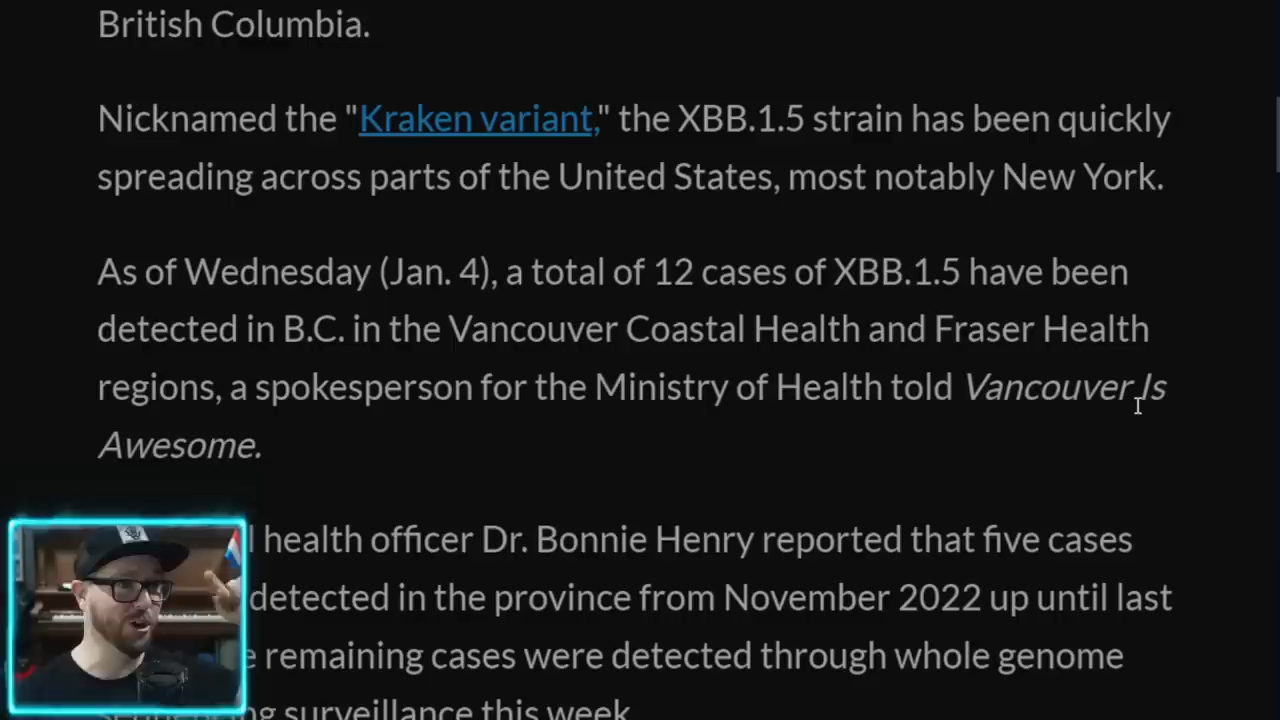 British Columbia.
Nicknamed the "Kraken variant," the XBB.1.5 strain has been quickly
spreading across parts of the United States, most notably New York.
As of Wednesday (Jan. 4), a total of 12 cases of XBB.1.5 have been
detected in B.C. in the Vancouver Coastal Health and Fraser Health
regions, a spokesperson for the Ministry of Health told Vancouver Is
Awesome.
health officer Dr. Bonnie Henry reported that five cases
detected in the province from November 2022 up until last
remaining cases were detected through whole genome
surveillance this week